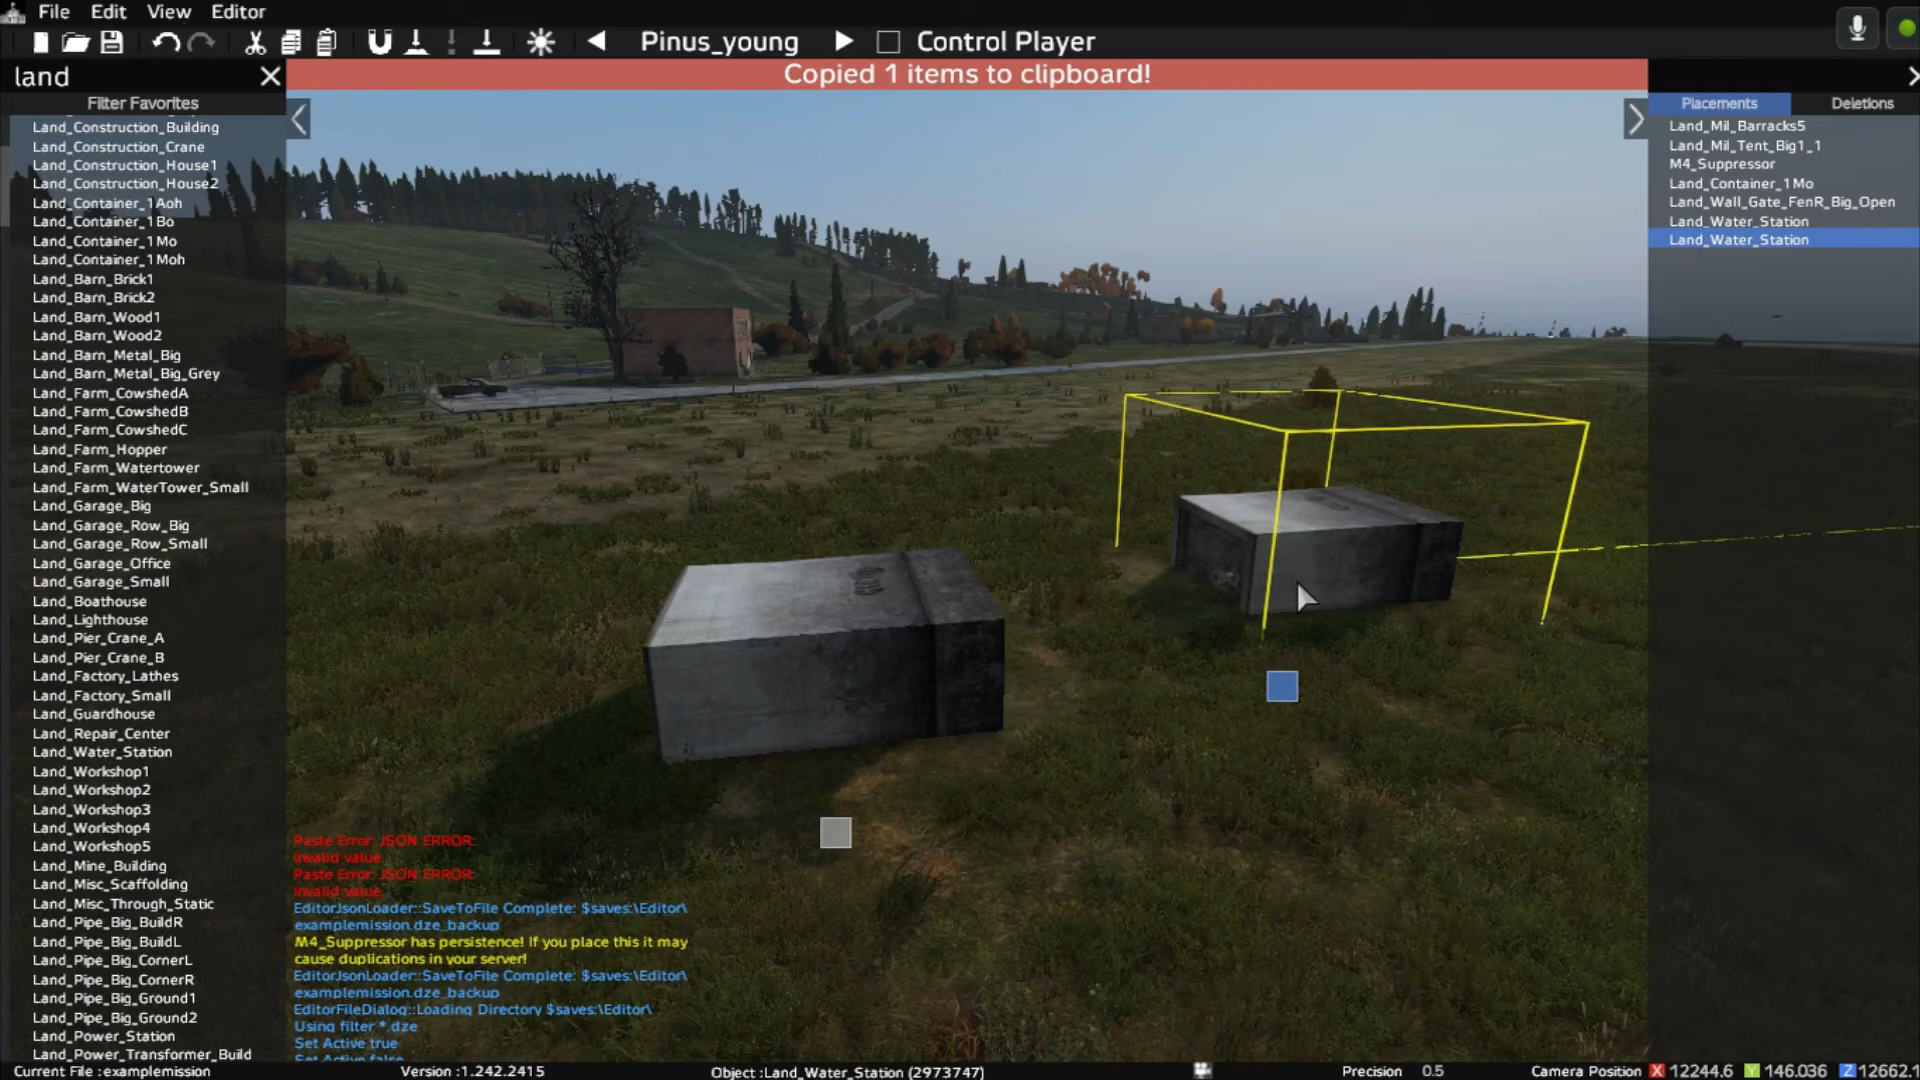 File Edit View Editor
Pinus_young Control Player
land
Copied 1 items to clipboard!
Filter Favorites
Placements Deletions
Land_Construction_Building
Land_Construction_Crane
Land_Construction_House1
Land_Construction_House2
Land_Container_1Aoh
Land_Container_1Bo
Land_Container_1Mo
Land_Container_1Moh
Land_Barn_Brick1
Land_Barn_Brick2
Land_Barn_Wood1
Land_Barn_Wood2
Land_Barn_Metal_Big
Land_Barn_Metal_Big_Grey
Land_Farm_CowshedA
Land_Farm_CowshedB
Land_Farm_CowshedC
Land_Farm_Hopper
Land_Farm_Watertower
Land_Farm_WaterTower_Small
Land_Garage_Big
Land_Garage_Row_Big
Land_Garage_Row_Small
Land_Garage_Office
Land_Garage_Small
Land_Boathouse
Land_Lighthouse
Land_Pier_Crane_A
Land_Pier_Crane_B
Land_Factory_Lathes
Land_Factory_Small
Land_Guardhouse
Land_Repair_Center
Land_Water_Station
Land_Workshop1
Land_Workshop2
Land_Workshop3
Land_Workshop4
Land_Workshop5
Land_Mine_Building
Land_Misc_Scaffolding
Land_Misc_Through_Static
Land_Pipe_Big_BuildR
Land_Pipe_Big_BuildL
Land_Pipe_Big_CornerL
Land_Pipe_Big_CornerR
Land_Pipe_Big_Ground1
Land_Pipe_Big_Ground2
Land_Power_Station
Land_Power_Transformer_Build
Land_Mil_Barracks5
Land_Mil_Tent_Big1_1
M4_Suppressor
Land_Container_1Mo
Land_Wall_Gate_FenR_Big_Open
Land_Water_Station
Land_Water_Station
Paste Error: JSON ERROR:
Invalid value.
Paste Error: JSON ERROR:
Invalid value.
EditorJsonLoader::SaveToFile Complete: $saves:\Editor\
examplemission.dze_backup
M4_Suppressor has persistence! If you place this it may
cause duplications in your server!
EditorJsonLoader::SaveToFile Complete: $saves:\Editor\
examplemission.dze_backup
EditorFileDialog::Loading Directory $saves:\Editor\
Using filter *.dze
Set Active true
Set Active false
Current File :examplemission Version :1.242.2415 Object :Land_Water_Station (2973747) Precision 0.5 Camera Position X 12244.6 Y 146.036 Z 12662.1